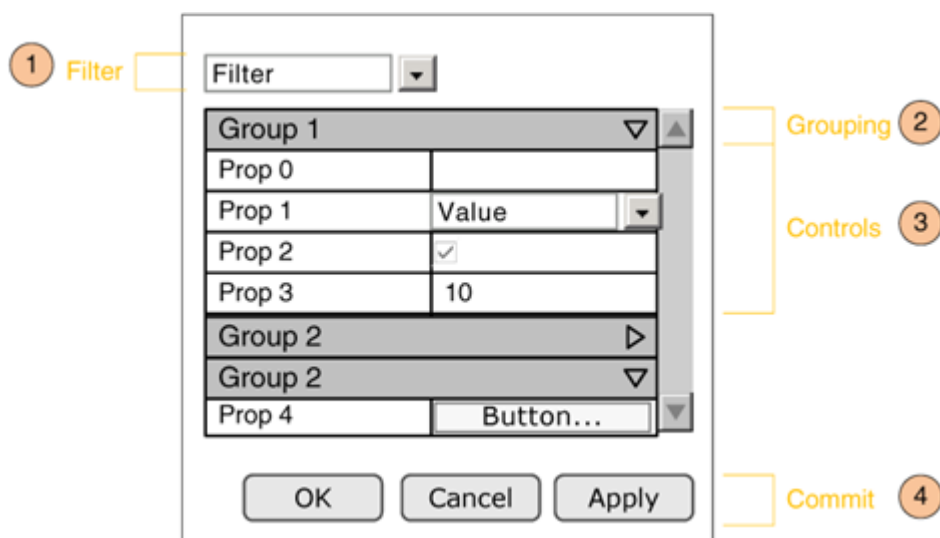 1 Filter
Filter
Group 1
Grouping 2
Prop 0
Prop 1 Value
Controls 3
Prop 2
Prop 3 10
Group 2
Group 2
Prop 4 Button...
OK Cancel Apply
Commit 4